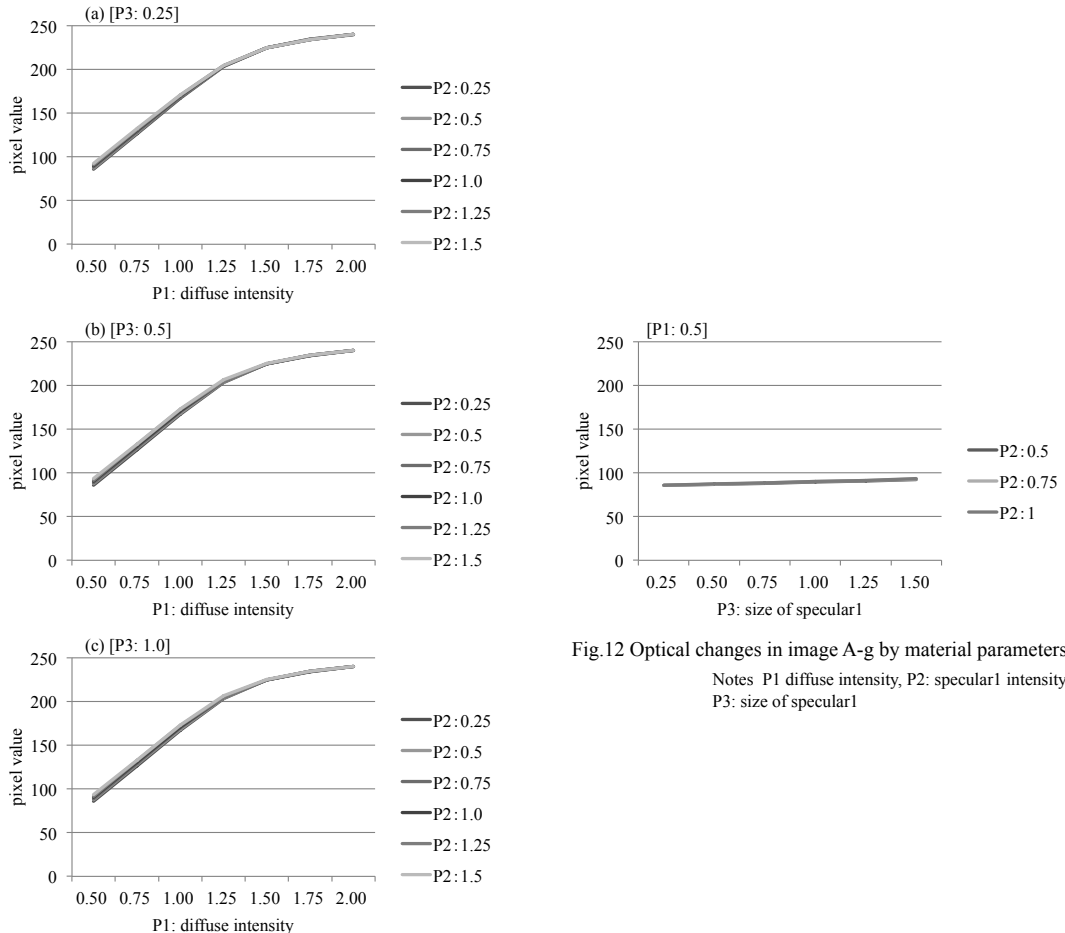 (a) [P3: 0.25]
250
200
150
100
50
0
pixel value
0.50 0.75 1.00 1.25 1.50 1.75 2.00
P1: diffuse intensity
P2:0.25
P2:0.5
P2:0.75
P2:1.0
P2:1.25
P2:1.5
(b) [P3: 0.5]
250
200
150
100
50
0
pixel value
0.50 0.75 1.00 1.25 1.50 1.75 2.00
P1: diffuse intensity
P2:0.25
P2:0.5
P2:0.75
P2:1.0
P2:1.25
P2:1.5
(c) [P3: 1.0]
250
200
150
100
50
0
pixel value
0.50 0.75 1.00 1.25 1.50 1.75 2.00
P1: diffuse intensity
P2:0.25
P2:0.5
P2:0.75
P2:1.0
P2:1.25
P2:1.5
[P1: 0.5]
250
200
150
100
50
0
pixel value
0.25 0.50 0.75 1.00 1.25 1.50
P3: size of specular1
P2:0.5
P2:0.75
P2:1
Fig.12 Optical changes in image A-g by material parameters
Notes P1 diffuse intensity, P2: specular1 intensity
P3: size of specular1